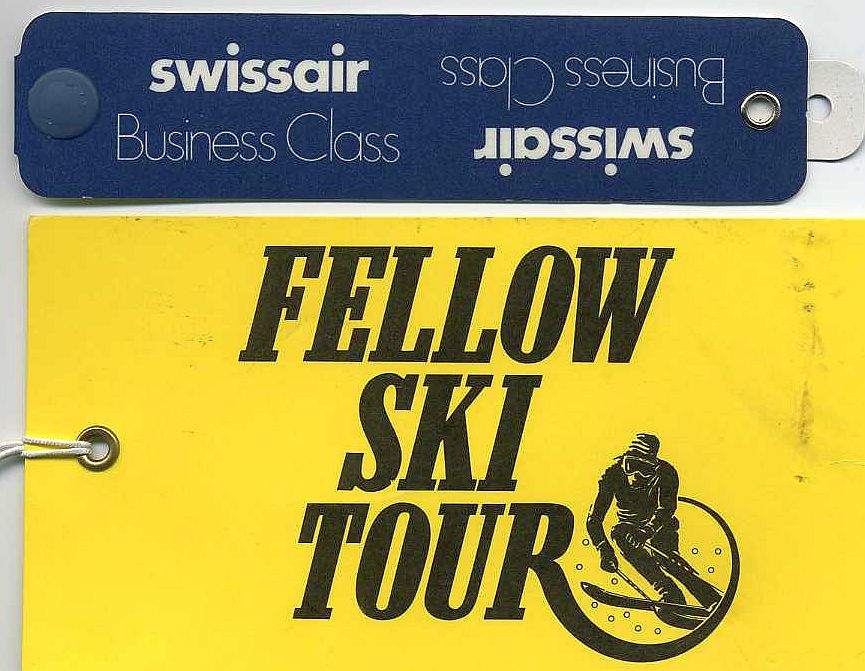 swissair
Business Class
swissair
Business Class
FELLOW
SKI
TOUR